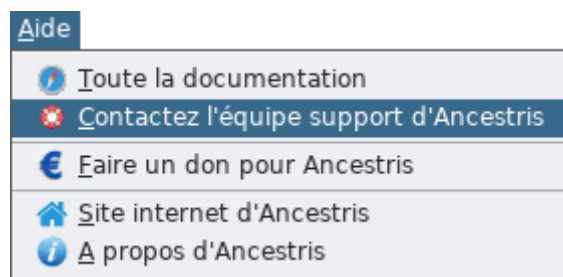 Aide
Toute la documentation
Contactez l'équipe support d'Ancestris
Faire un don pour Ancestris
Site internet d'Ancestris
A propos d'Ancestris